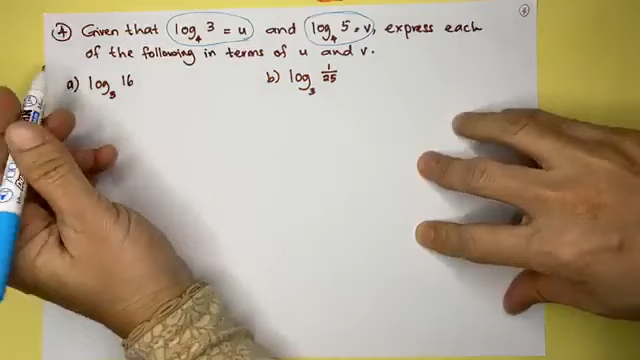 ④
④ Given that log₄ 3 = u and log₄ 5 = v, express each
of the following in terms of u and v.
a) log₃ 16 b) log₃ 1/25